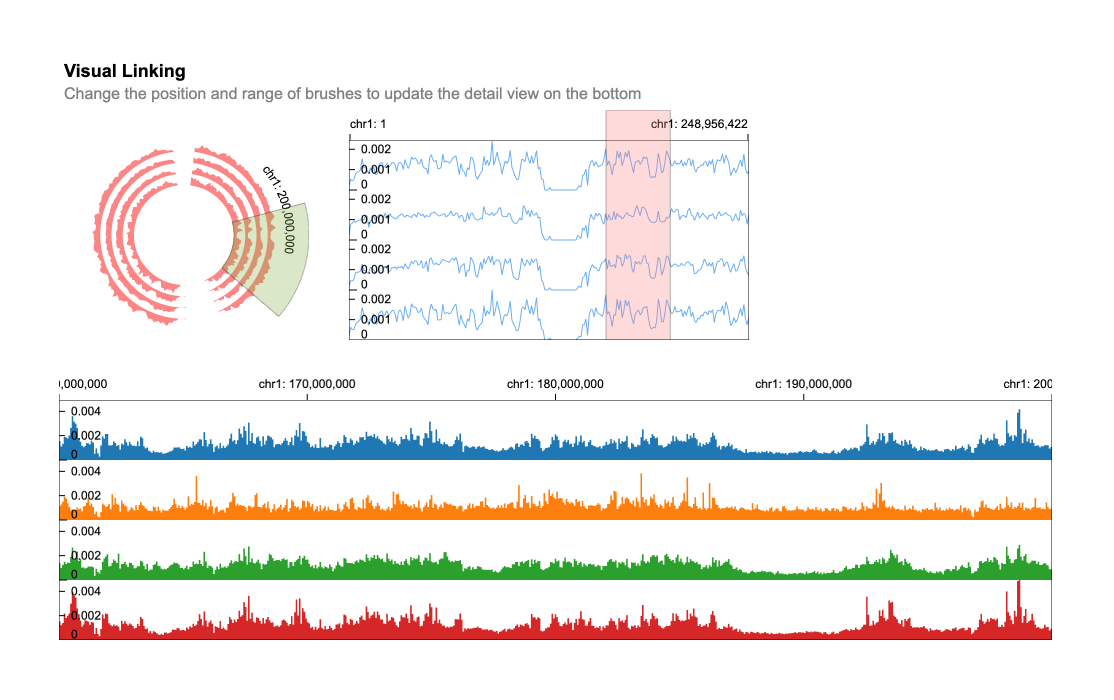 Visual Linking
Change the position and range of brushes to update the detail view on the bottom
chr1: 200,000,000
chr1: 1
chr1: 248,956,422
0.002
0.001
0
0.002
0.001
0
0.002
0.001
0
0.002
0.001
0
0,000,000
chr1: 170,000,000
chr1: 180,000,000
chr1: 190,000,000
chr1: 200
0.004
0.002
0
0.004
0.002
0
0.004
0.002
0
0.004
0.002
0